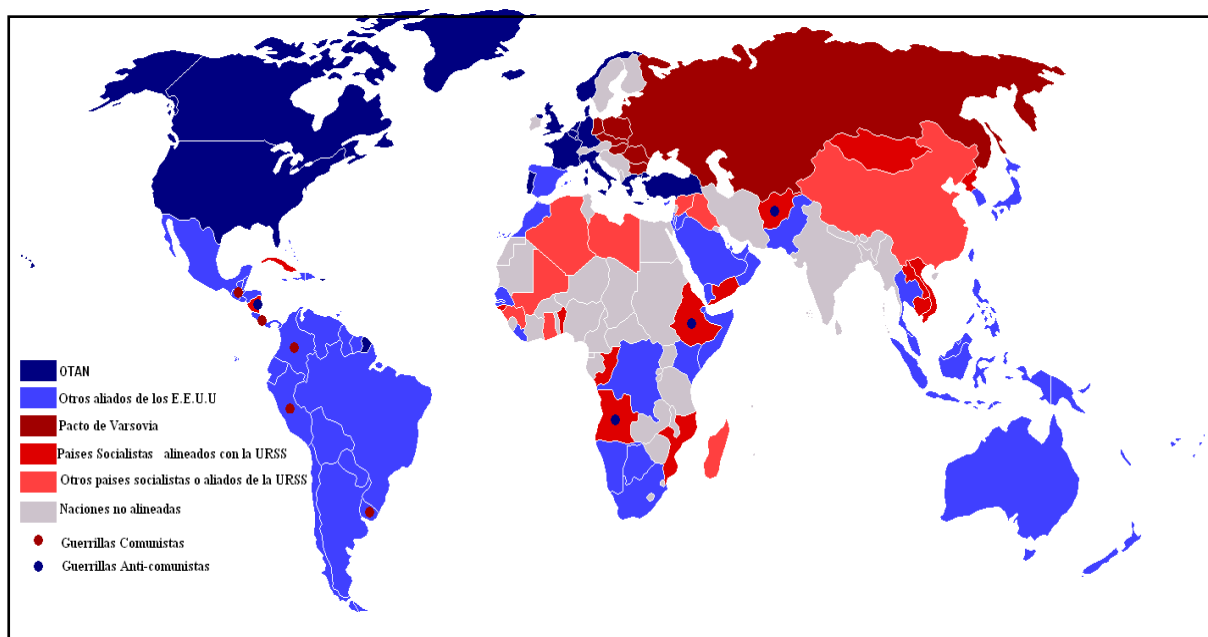 OTAN
Otros aliados de los E.E.U.U
Pacto de Varsovia
Paises Socialistas alineados con la URSS
Otros paises socialistas o aliados de la URSS
Naciones no alineadas
Guerrillas Comunistas
Guerrillas Anti-comunistas